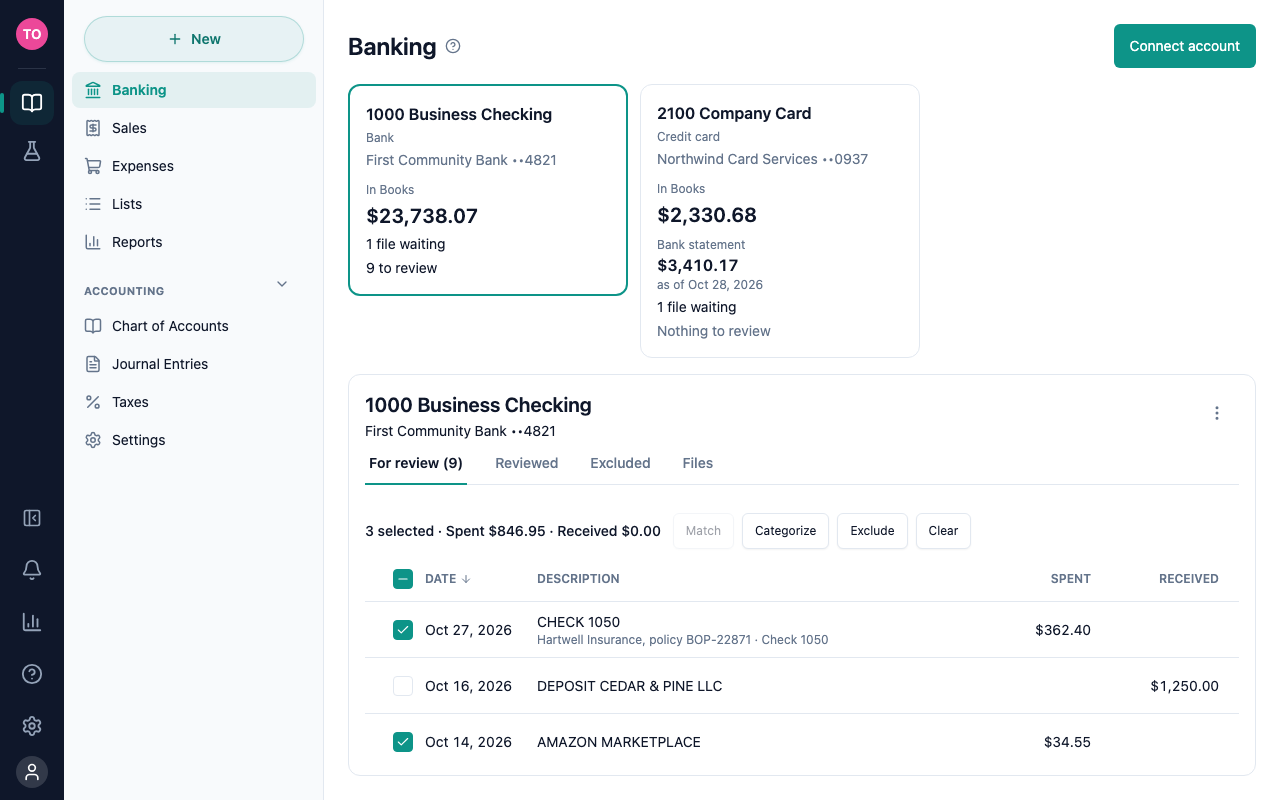 TO
New
Banking
Sales
Expenses
Lists
Reports
ACCOUNTING
Chart of Accounts
Journal Entries
Taxes
Settings
Banking
Connect account
1000 Business Checking
Bank
First Community Bank ••4821
In Books
$23,738.07
1 file waiting
9 to review
2100 Company Card
Credit card
Northwind Card Services ••0937
In Books
$2,330.68
Bank statement
$3,410.17
as of Oct 28, 2026
1 file waiting
Nothing to review
1000 Business Checking
First Community Bank ••4821
For review (9) Reviewed Excluded Files
3 selected · Spent $846.95 · Received $0.00 Match Categorize Exclude Clear
DATE DESCRIPTION SPENT RECEIVED
Oct 27, 2026 CHECK 1050 $362.40
Hartwell Insurance, policy BOP-22871 · Check 1050
Oct 16, 2026 DEPOSIT CEDAR & PINE LLC $1,250.00
Oct 14, 2026 AMAZON MARKETPLACE $34.55